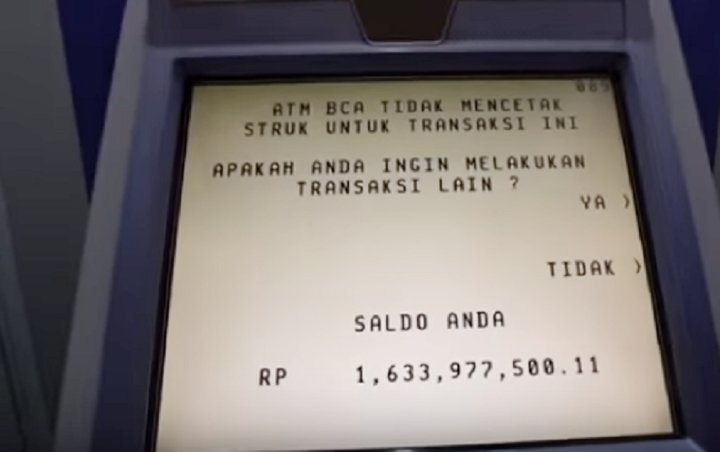 089
ATM BCA TIDAK MENCETAK
STRUK UNTUK TRANSAKSI INI
APAKAH ANDA INGIN MELAKUKAN
TRANSAKSI LAIN ?
YA >
TIDAK >
SALDO ANDA
RP 1,633,977,500.11